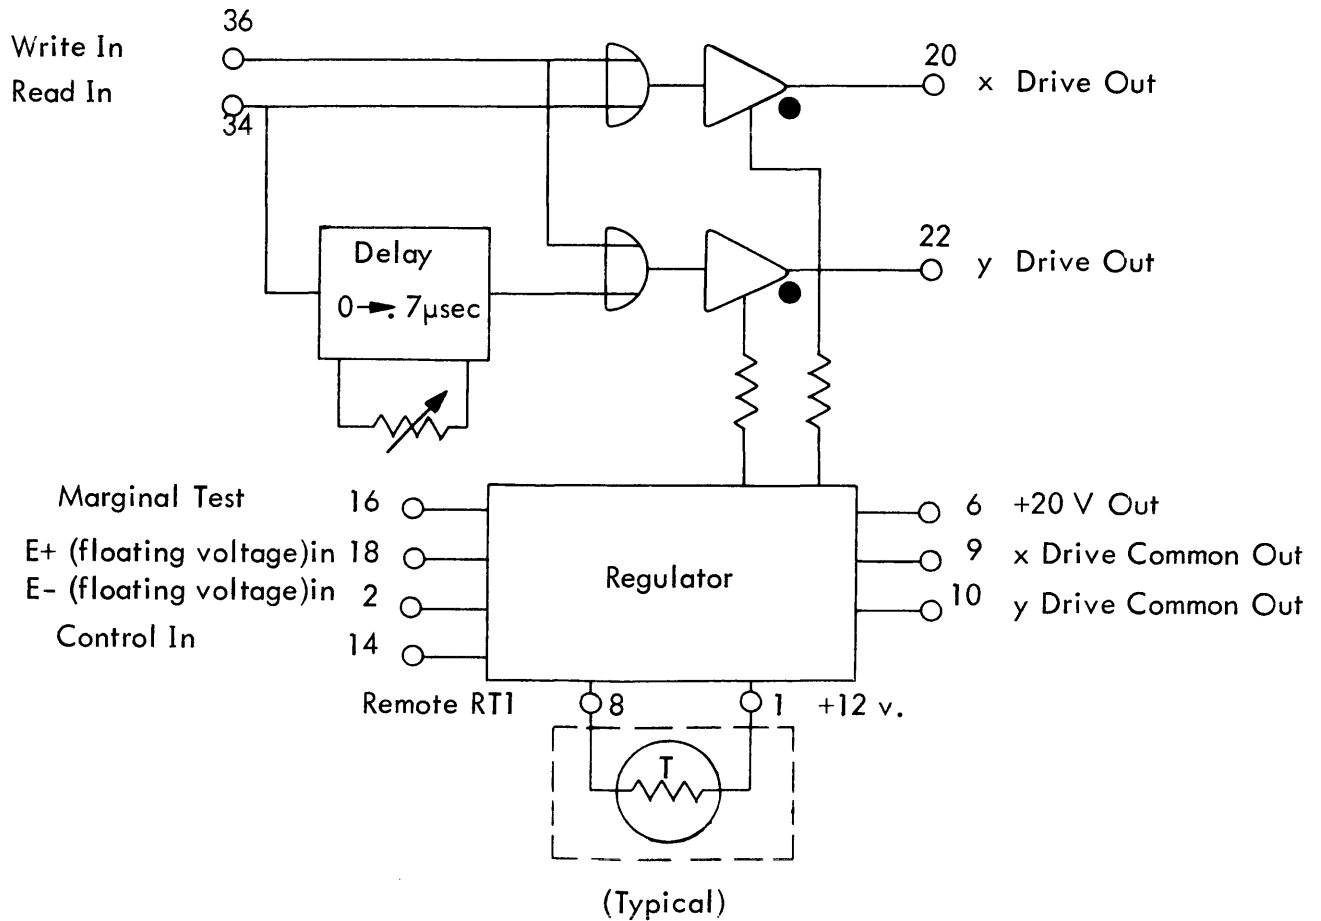 36
Write In
Read In
34
20
x Drive Out
22
y Drive Out
Delay
0→.7µsec
Marginal Test 16
E+ (floating voltage)in 18
E- (floating voltage)in 2
Control In 14
Regulator
6 +20 V Out
9 x Drive Common Out
10 y Drive Common Out
Remote RT1 8
1 +12 v.
T
(Typical)